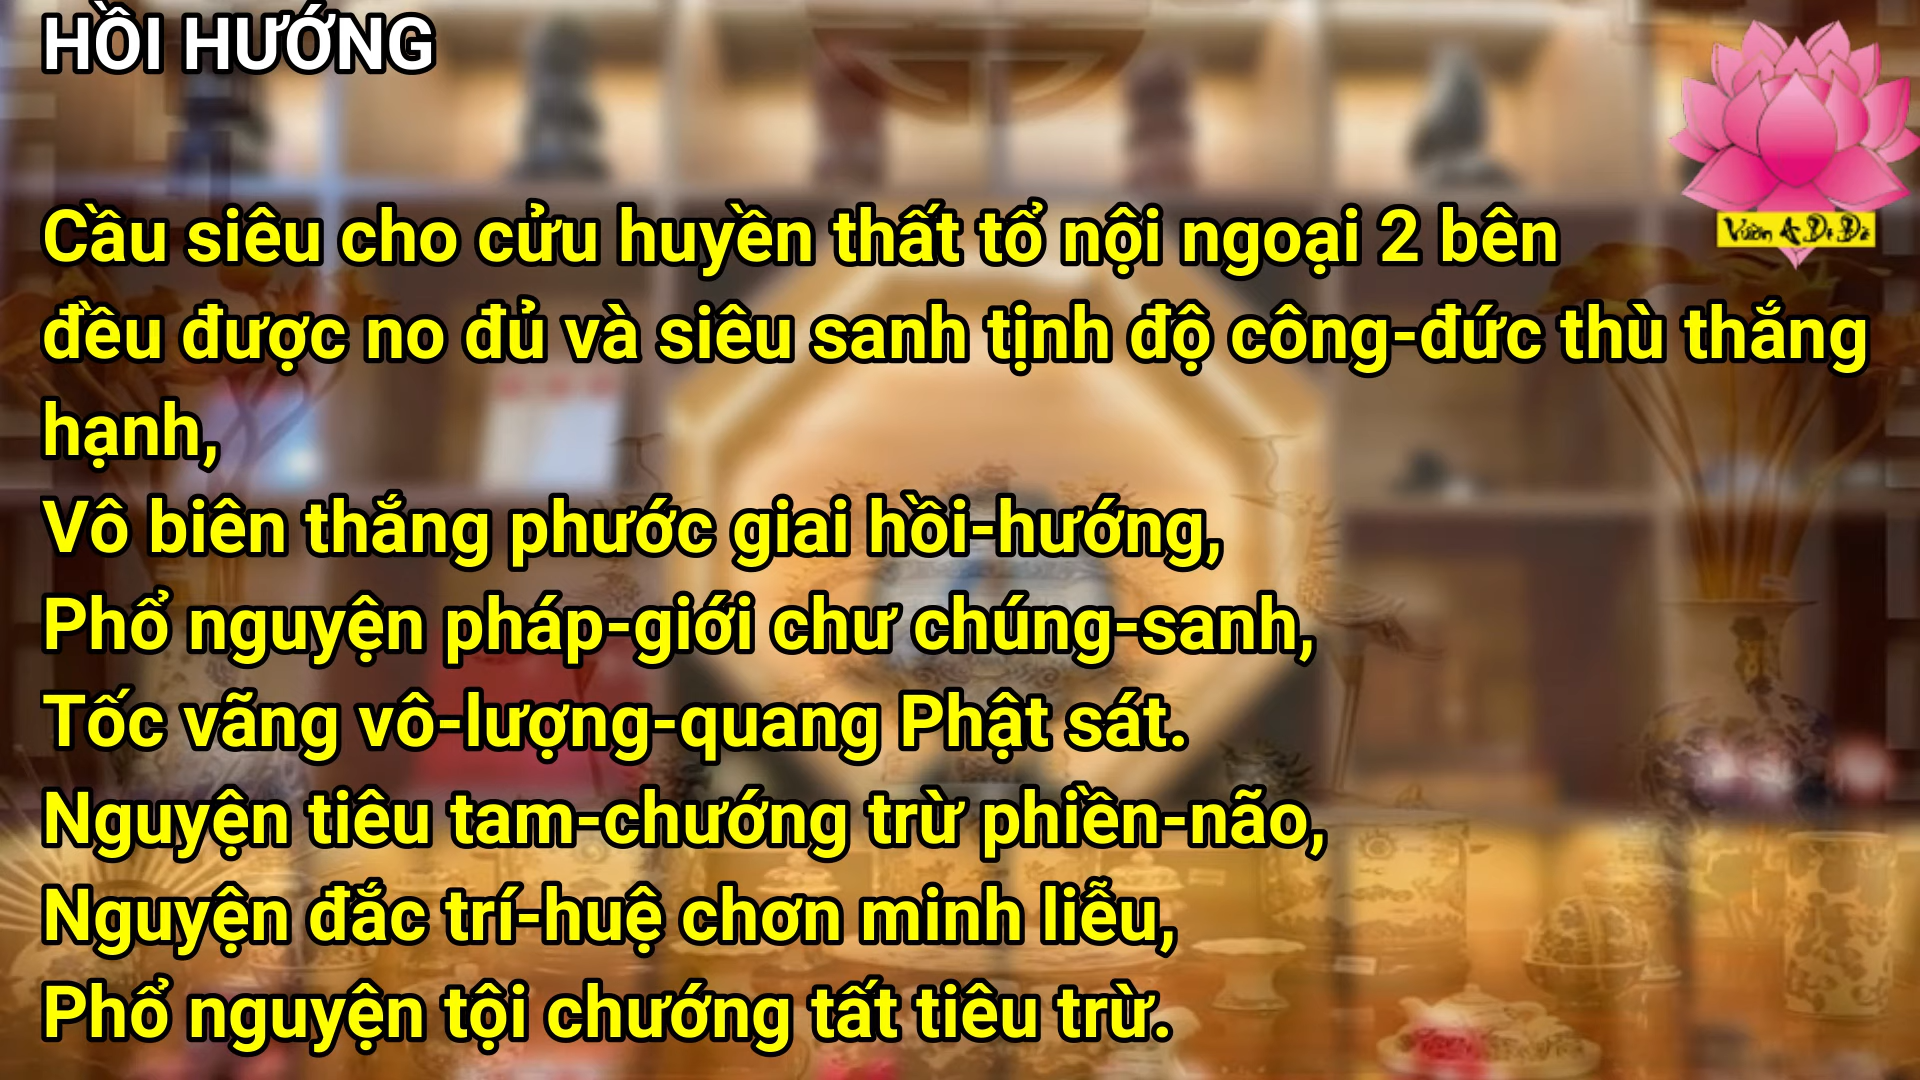 HỒI HƯỚNG
Cầu siêu cho cửu huyền thất tổ nội ngoại 2 bên
đều được no đủ và siêu sanh tịnh độ công-đức thù thắng
hạnh,
Vô biên thắng phước giai hồi-hướng,
Phổ nguyện pháp-giới chư chúng-sanh,
Tốc vãng vô-lượng-quang Phật sát.
Nguyện tiêu tam-chướng trừ phiền-não,
Nguyện đắc trí-huệ chơn minh liễu,
Phổ nguyện tội chướng tất tiêu trừ.
Vườn A Di Đà